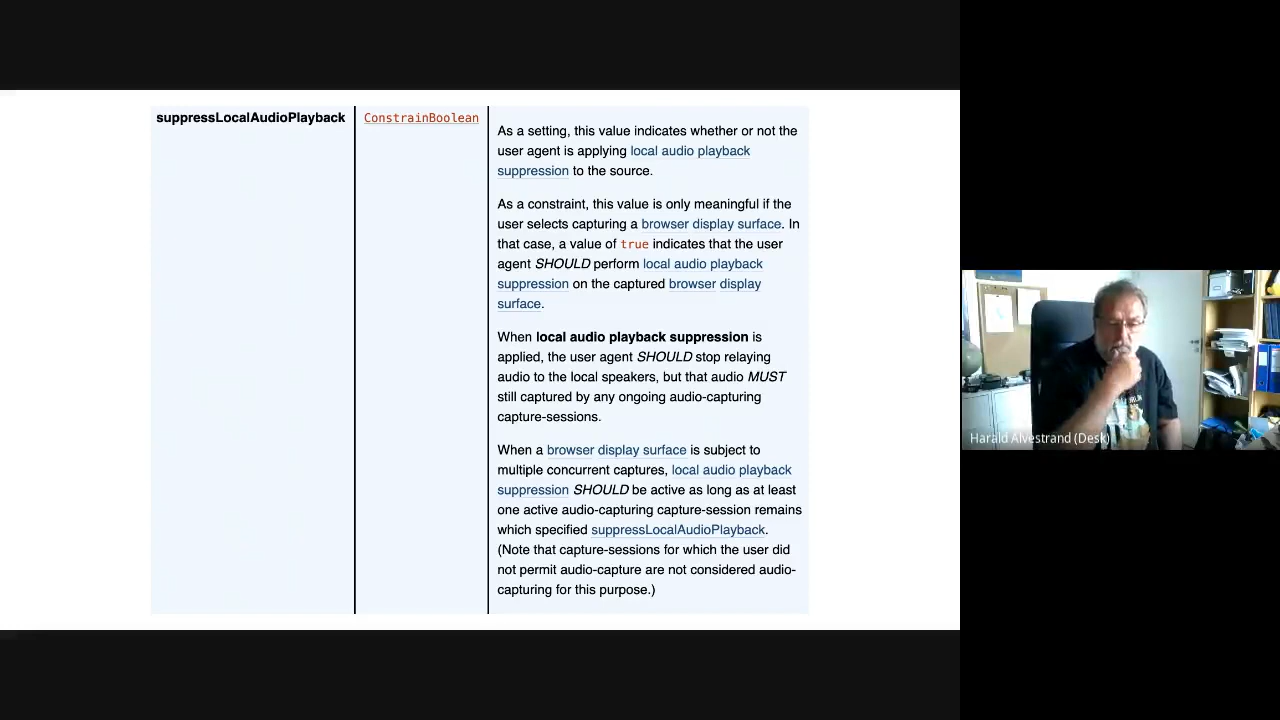 suppressLocalAudioPlayback
ConstrainBoolean
As a setting, this value indicates whether or not the
user agent is applying local audio playback
suppression to the source.
As a constraint, this value is only meaningful if the
user selects capturing a browser display surface. In
that case, a value of true indicates that the user
agent SHOULD perform local audio playback
suppression on the captured browser display
surface.
When local audio playback suppression is
applied, the user agent SHOULD stop relaying
audio to the local speakers, but that audio MUST
still captured by any ongoing audio-capturing
capture-sessions.
When a browser display surface is subject to
multiple concurrent captures, local audio playback
suppression SHOULD be active as long as at least
one active audio-capturing capture-session remains
which specified suppressLocalAudioPlayback.
(Note that capture-sessions for which the user did
not permit audio-capture are not considered audio-
capturing for this purpose.)
Harald Alvestrand (Desk)